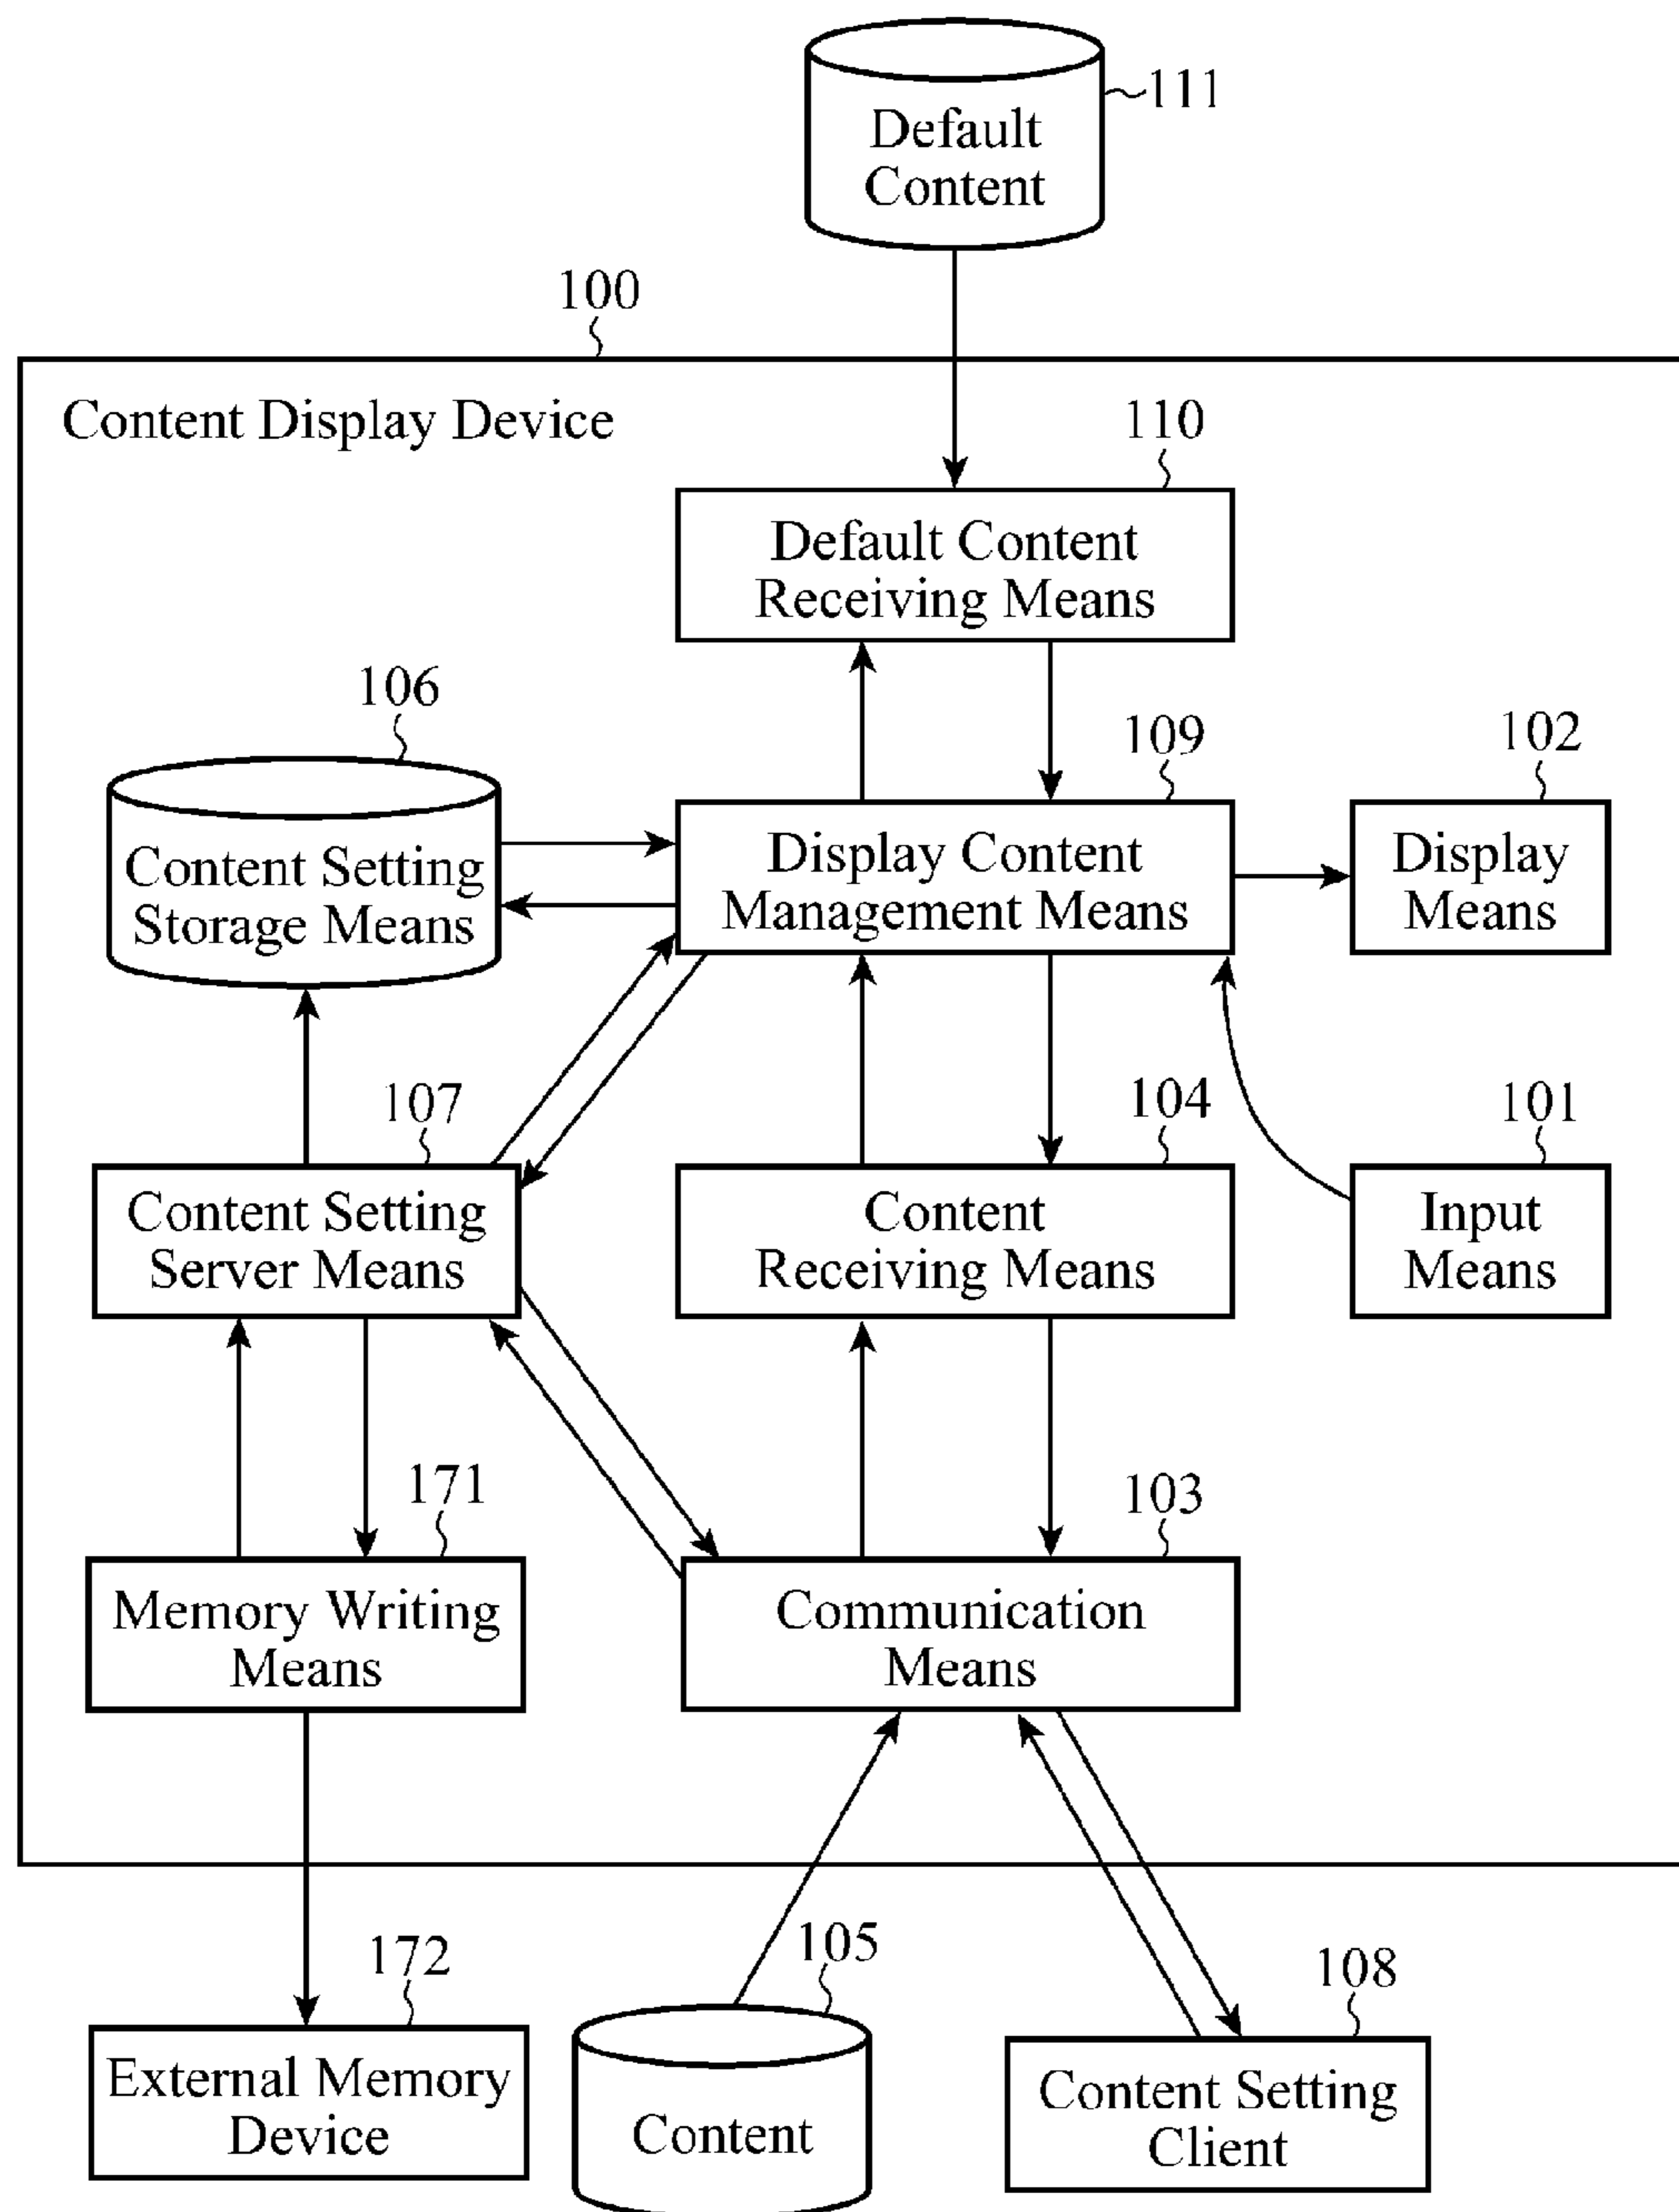 111
Default
Content
100
Content Display Device
110
Default Content
Receiving Means
106
109
102
Content Setting
Storage Means
Display Content
Management Means
Display
Means
107
104
101
Content Setting
Server Means
Content
Receiving Means
Input
Means
171
103
Memory Writing
Means
Communication
Means
172
105
108
External Memory
Device
Content
Content Setting
Client